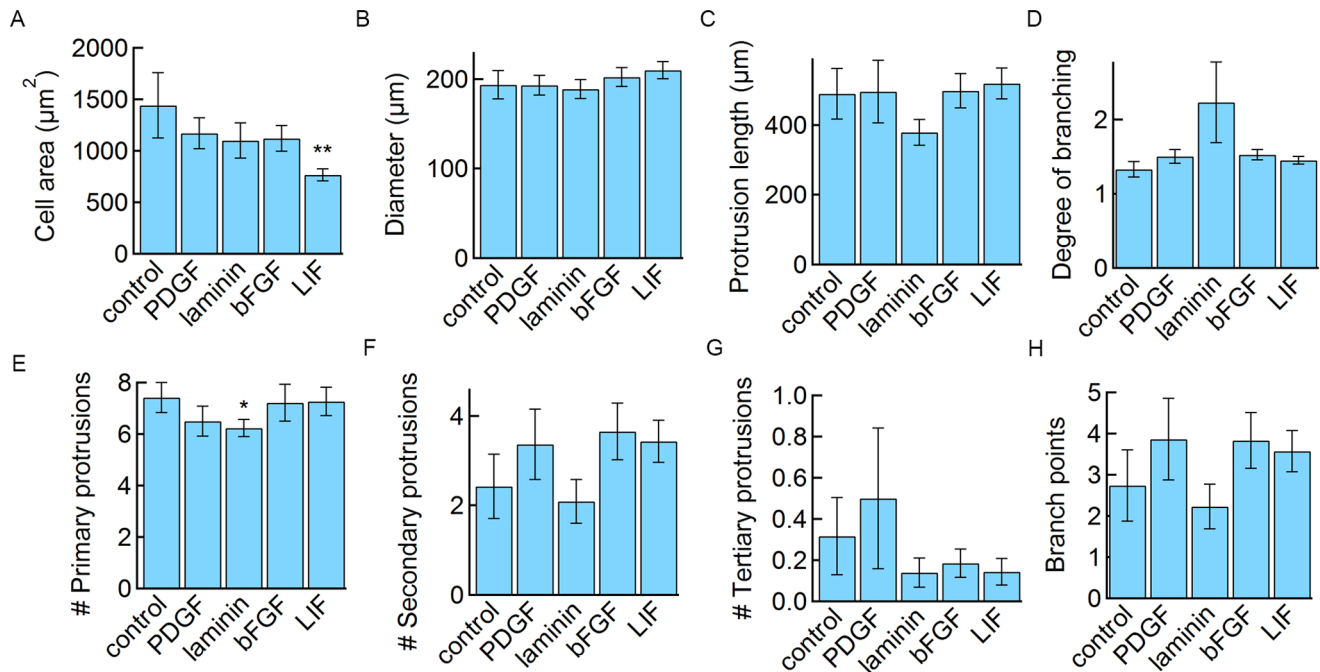 A
Cell area (µm²)
2000
1500
1000
500
0
**
control
PDGF
laminin
bFGF
LIF
B
Diameter (µm)
200
100
0
control
PDGF
laminin
bFGF
LIF
C
Protrusion length (µm)
400
200
0
control
PDGF
laminin
bFGF
LIF
D
Degree of branching
2
1
0
control
PDGF
laminin
bFGF
LIF
E
# Primary protrusions
8
6
4
2
0
*
control
PDGF
laminin
bFGF
LIF
F
# Secondary protrusions
4
2
0
control
PDGF
laminin
bFGF
LIF
G
# Tertiary protrusions
1.0
0.8
0.6
0.4
0.2
0.0
control
PDGF
laminin
bFGF
LIF
H
Branch points
5
4
3
2
1
0
control
PDGF
laminin
bFGF
LIF